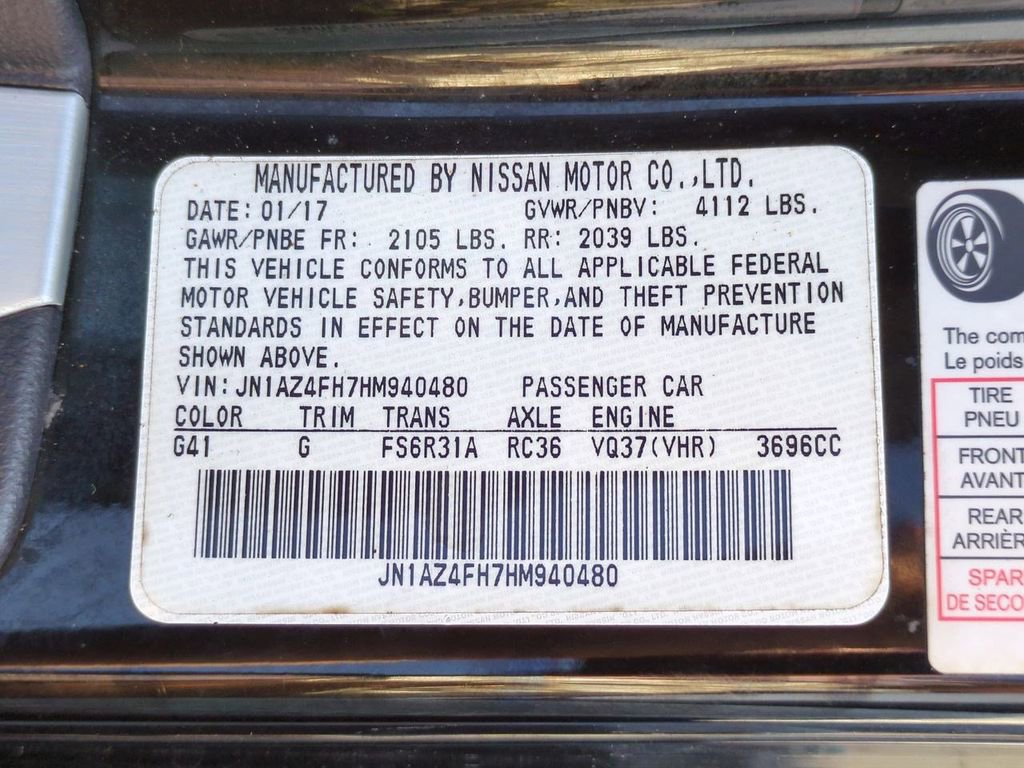 MANUFACTURED BY NISSAN MOTOR CO.,LTD.
DATE: 01/17 GVWR/PNBV: 4112 LBS.
GAWR/PNBE FR: 2105 LBS. RR: 2039 LBS.
THIS VEHICLE CONFORMS TO ALL APPLICABLE FEDERAL
MOTOR VEHICLE SAFETY,BUMPER,AND THEFT PREVENTION
STANDARDS IN EFFECT ON THE DATE OF MANUFACTURE
SHOWN ABOVE.
VIN: JN1AZ4FH7HM940480 PASSENGER CAR
COLOR TRIM TRANS AXLE ENGINE
G41 G FS6R31A RC36 VQ37(VHR) 3696CC
JN1AZ4FH7HM940480
The com
Le poids
TIRE
PNEU
FRONT
AVANT
REAR
ARRIÈR
SPAR
DE SECO